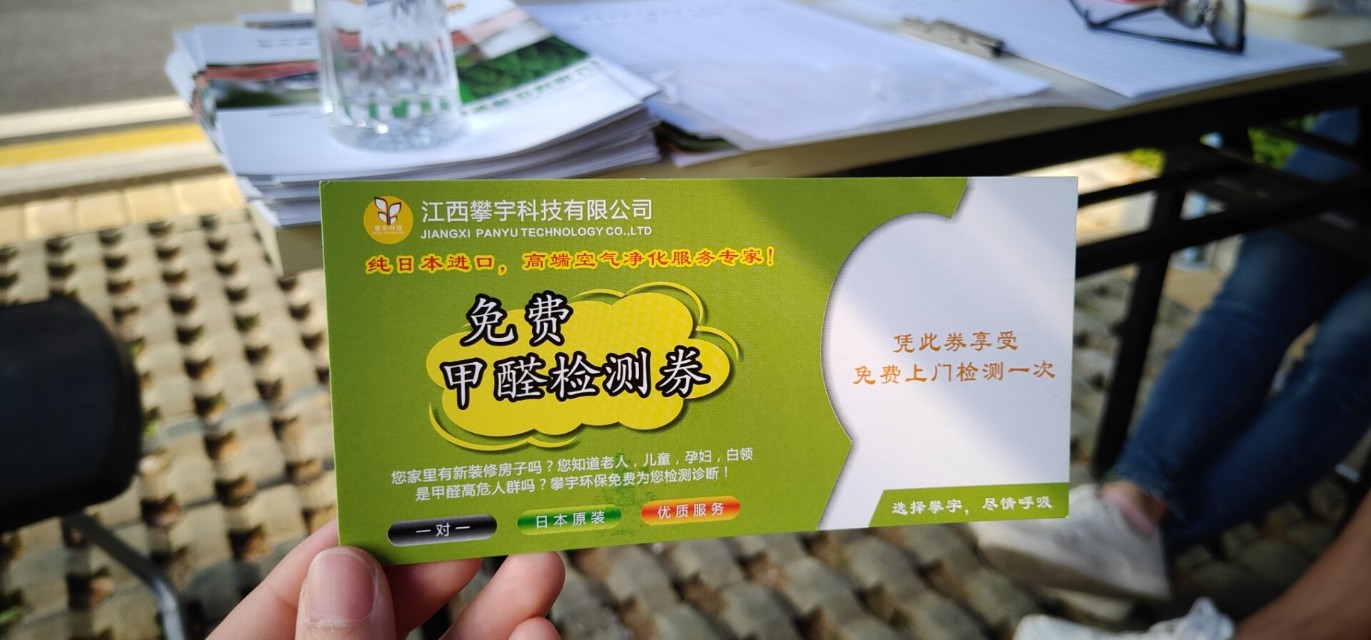 江西攀宇科技有限公司
JIANGXI PANYU TECHNOLOGY CO.,LTD
纯日本进口，高端空气净化服务专家！
免费
甲醛检测券
您家里有新装修房子吗？您知道老人，儿童，孕妇，白领
是甲醛高危人群吗？攀宇环保免费为您检测诊断！
一对一
日本原装
优质服务
凭此券享受
免费上门检测一次
选择攀宇，尽情呼吸